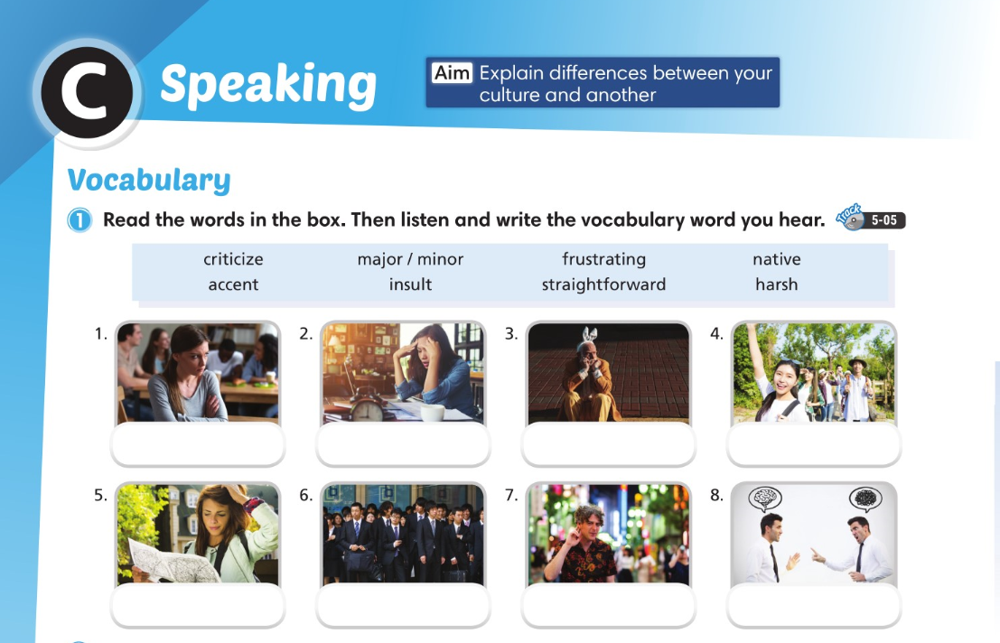 C
Speaking
Aim Explain differences between your
culture and another
Vocabulary
1 Read the words in the box. Then listen and write the vocabulary word you hear. Track 5-05
criticize major / minor frustrating native
accent insult straightforward harsh
1. 2. 3. 4.
5. 6. 7. 8.